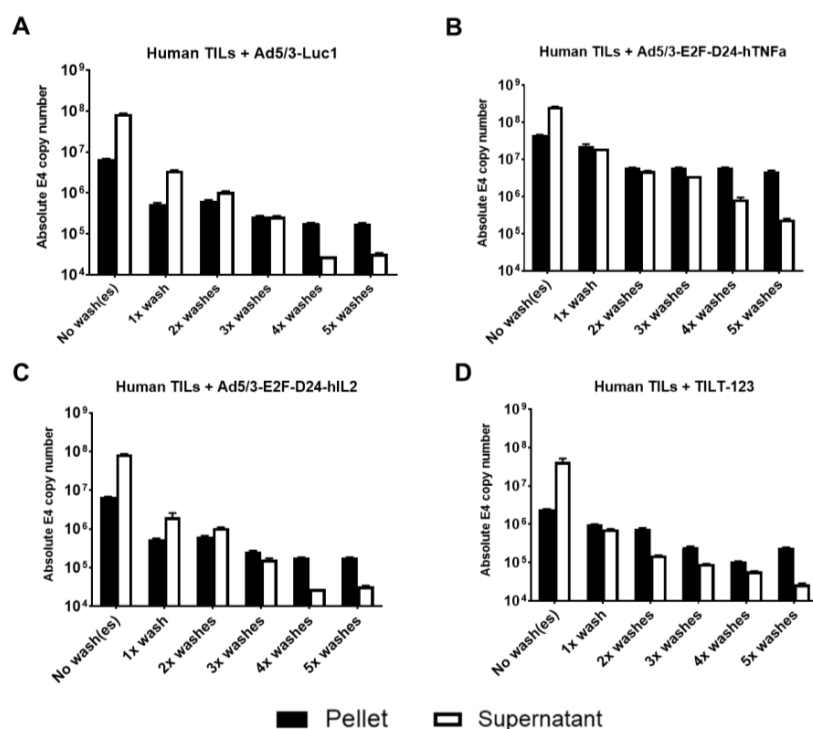 A
Human TILs + Ad5/3-Luc1
Absolute E4 copy number
10⁹
10⁸
10⁷
10⁶
10⁵
10⁴
No wash(es)
1x wash
2x washes
3x washes
4x washes
5x washes
B
Human TILs + Ad5/3-E2F-D24-hTNFa
Absolute E4 copy number
10⁹
10⁸
10⁷
10⁶
10⁵
10⁴
No wash(es)
1x wash
2x washes
3x washes
4x washes
5x washes
C
Human TILs + Ad5/3-E2F-D24-hIL2
Absolute E4 copy number
10⁹
10⁸
10⁷
10⁶
10⁵
10⁴
No wash(es)
1x wash
2x washes
3x washes
4x washes
5x washes
D
Human TILs + TILT-123
Absolute E4 copy number
10⁹
10⁸
10⁷
10⁶
10⁵
10⁴
No wash(es)
1x wash
2x washes
3x washes
4x washes
5x washes
Pellet
Supernatant